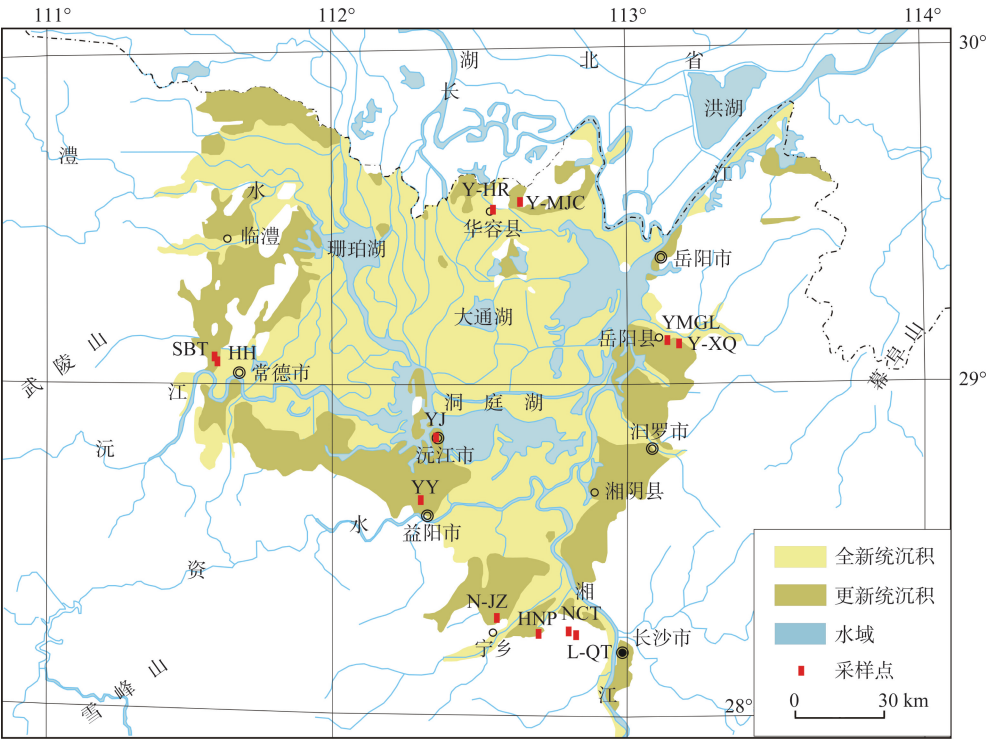 111°
112°
113°
114°
30°
湖 北 省
长
洪湖
澧
水
江
Y-HR
Y-MJC
华容县
临澧
珊珀湖
岳阳市
大通湖
YMGL
岳阳县
Y-XQ
武陵山
幕阜山
SBT
HH
常德市
29°
江
洞庭湖
YJ
沅江市
汨罗市
沅
YY
湘阴县
益阳市
水
资
湘
N-JZ
HNP
NCT
宁乡
L-QT
长沙市
雪峰山
江
28°
全新统沉积
更新统沉积
水域
采样点
0 30 km